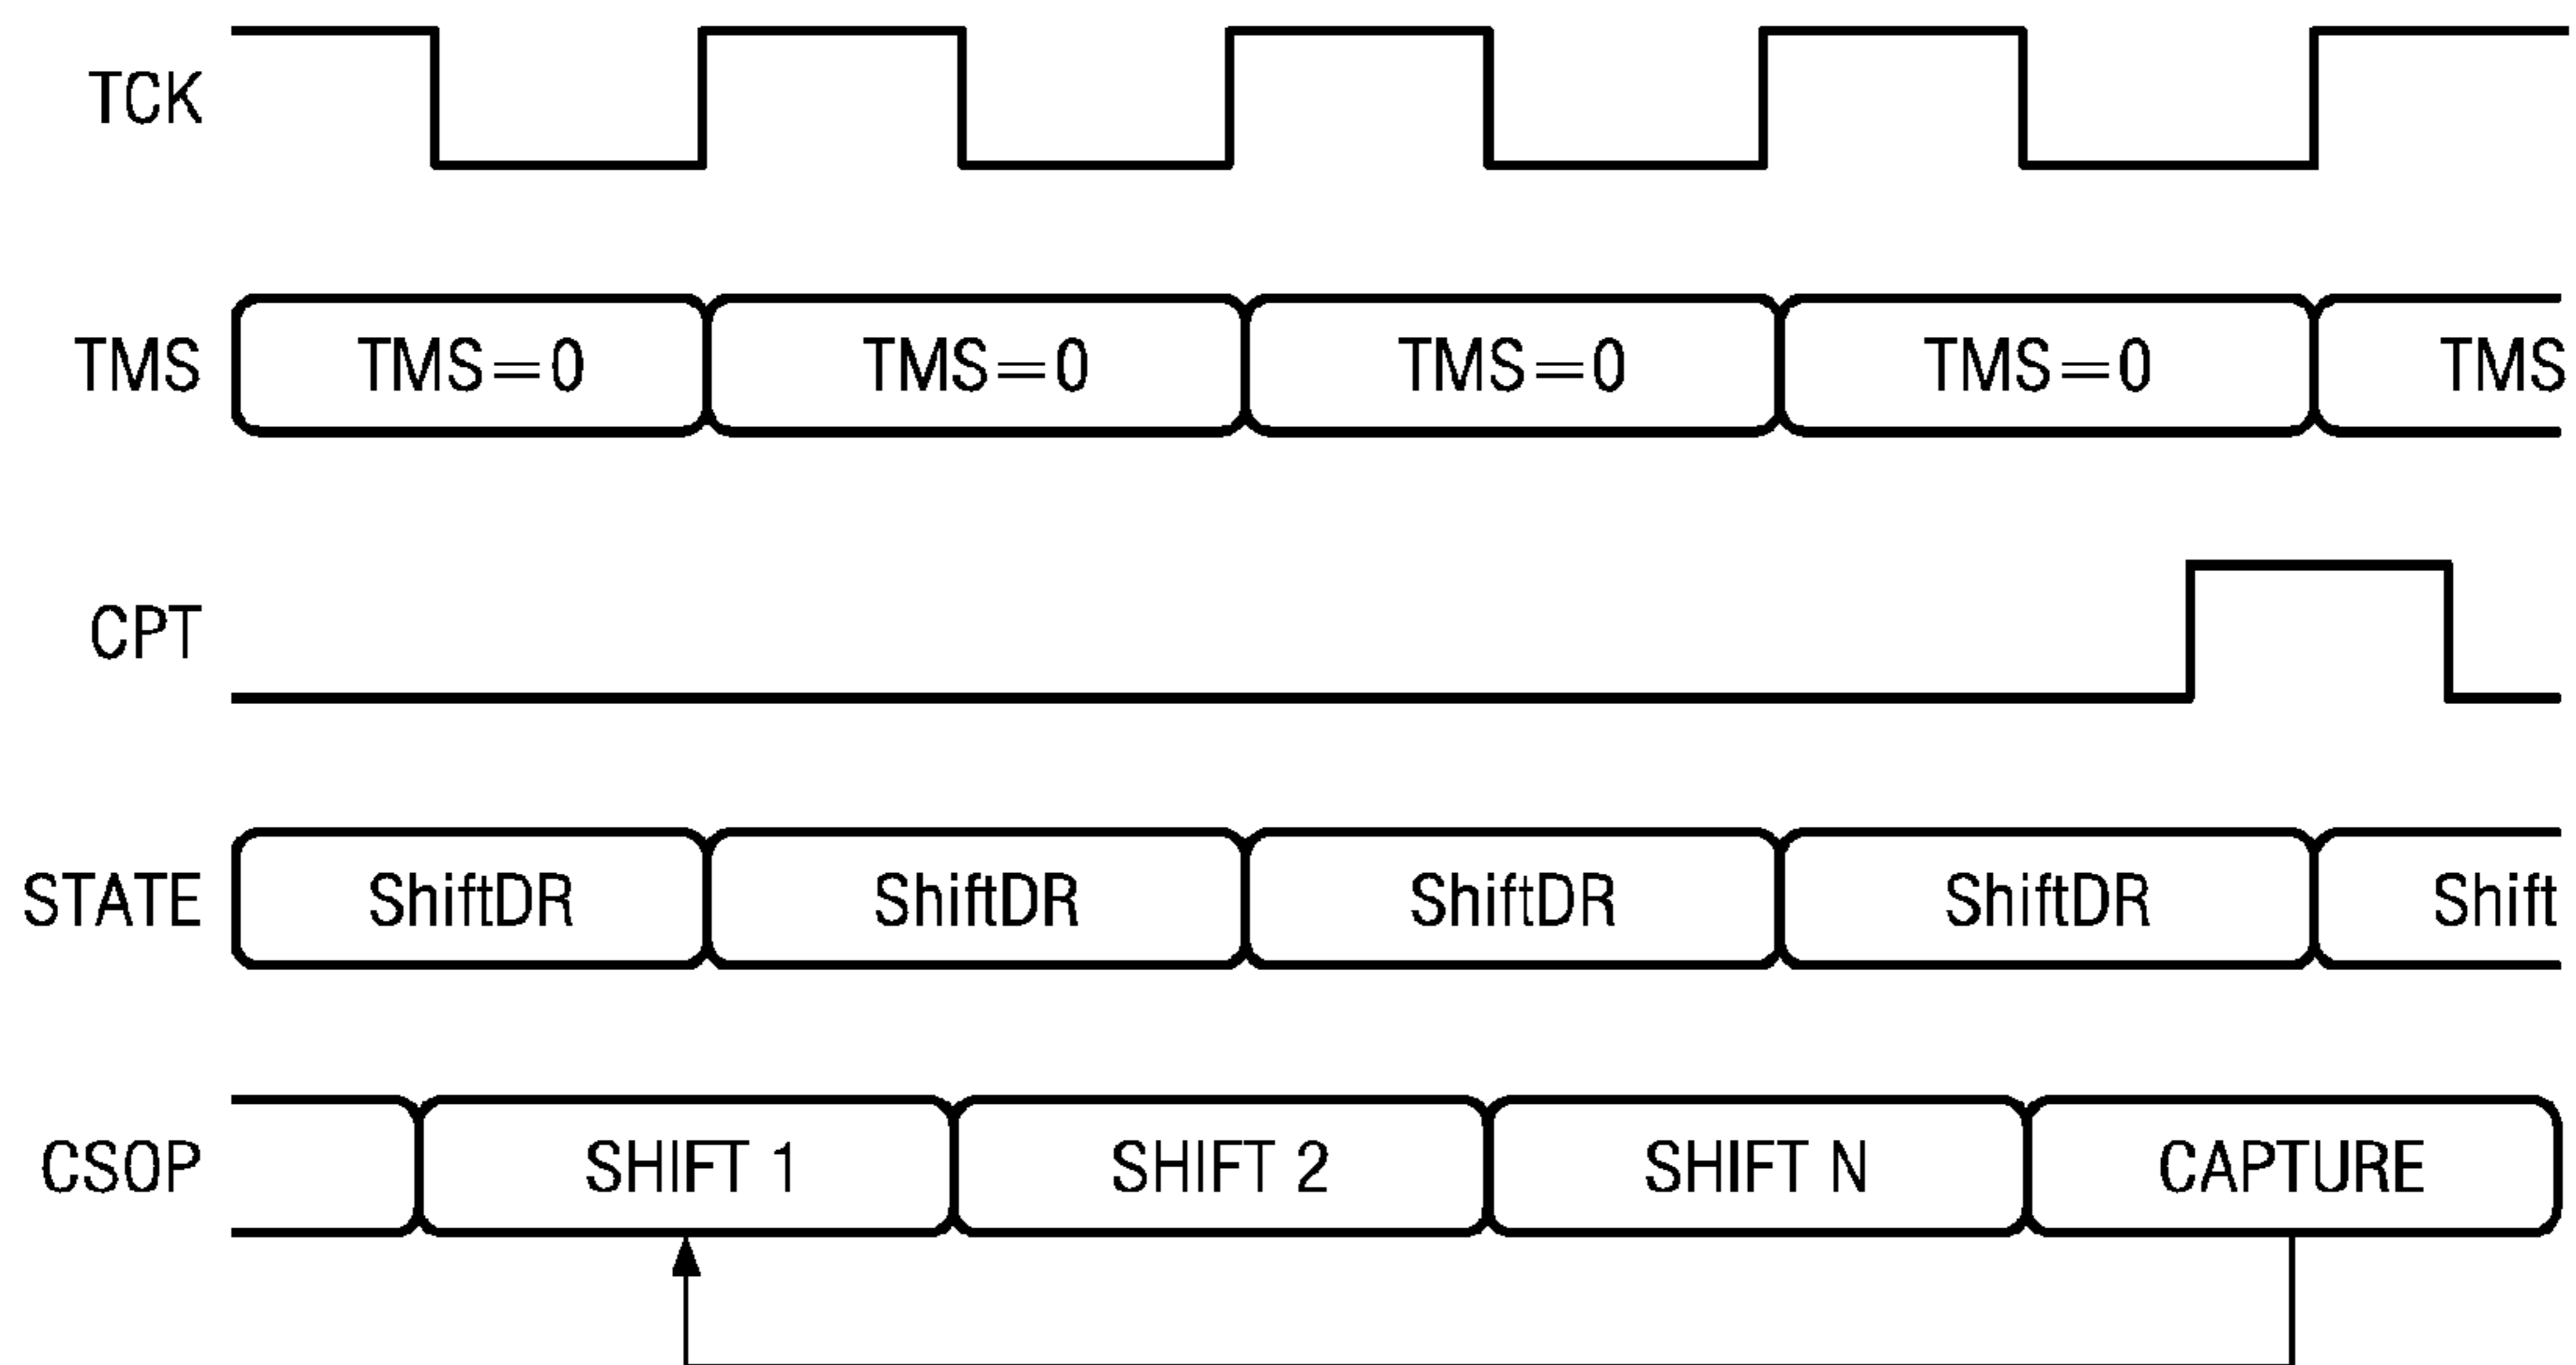 TCK
TMS TMS=0 TMS=0 TMS=0 TMS=0 TMS
CPT
STATE ShiftDR ShiftDR ShiftDR ShiftDR Shift
CSOP SHIFT 1 SHIFT 2 SHIFT N CAPTURE